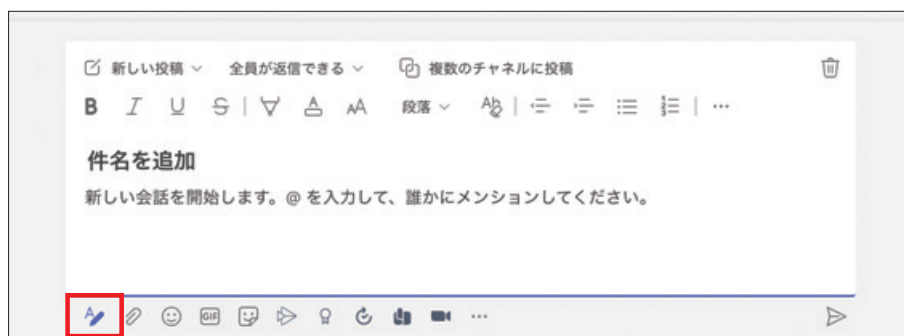 新しい投稿 全員が返信できる 複数のチャネルに投稿
B I U S A AA 段落 Ab
件名を追加
新しい会話を開始します。@ を入力して、誰かにメンションしてください。
GIF